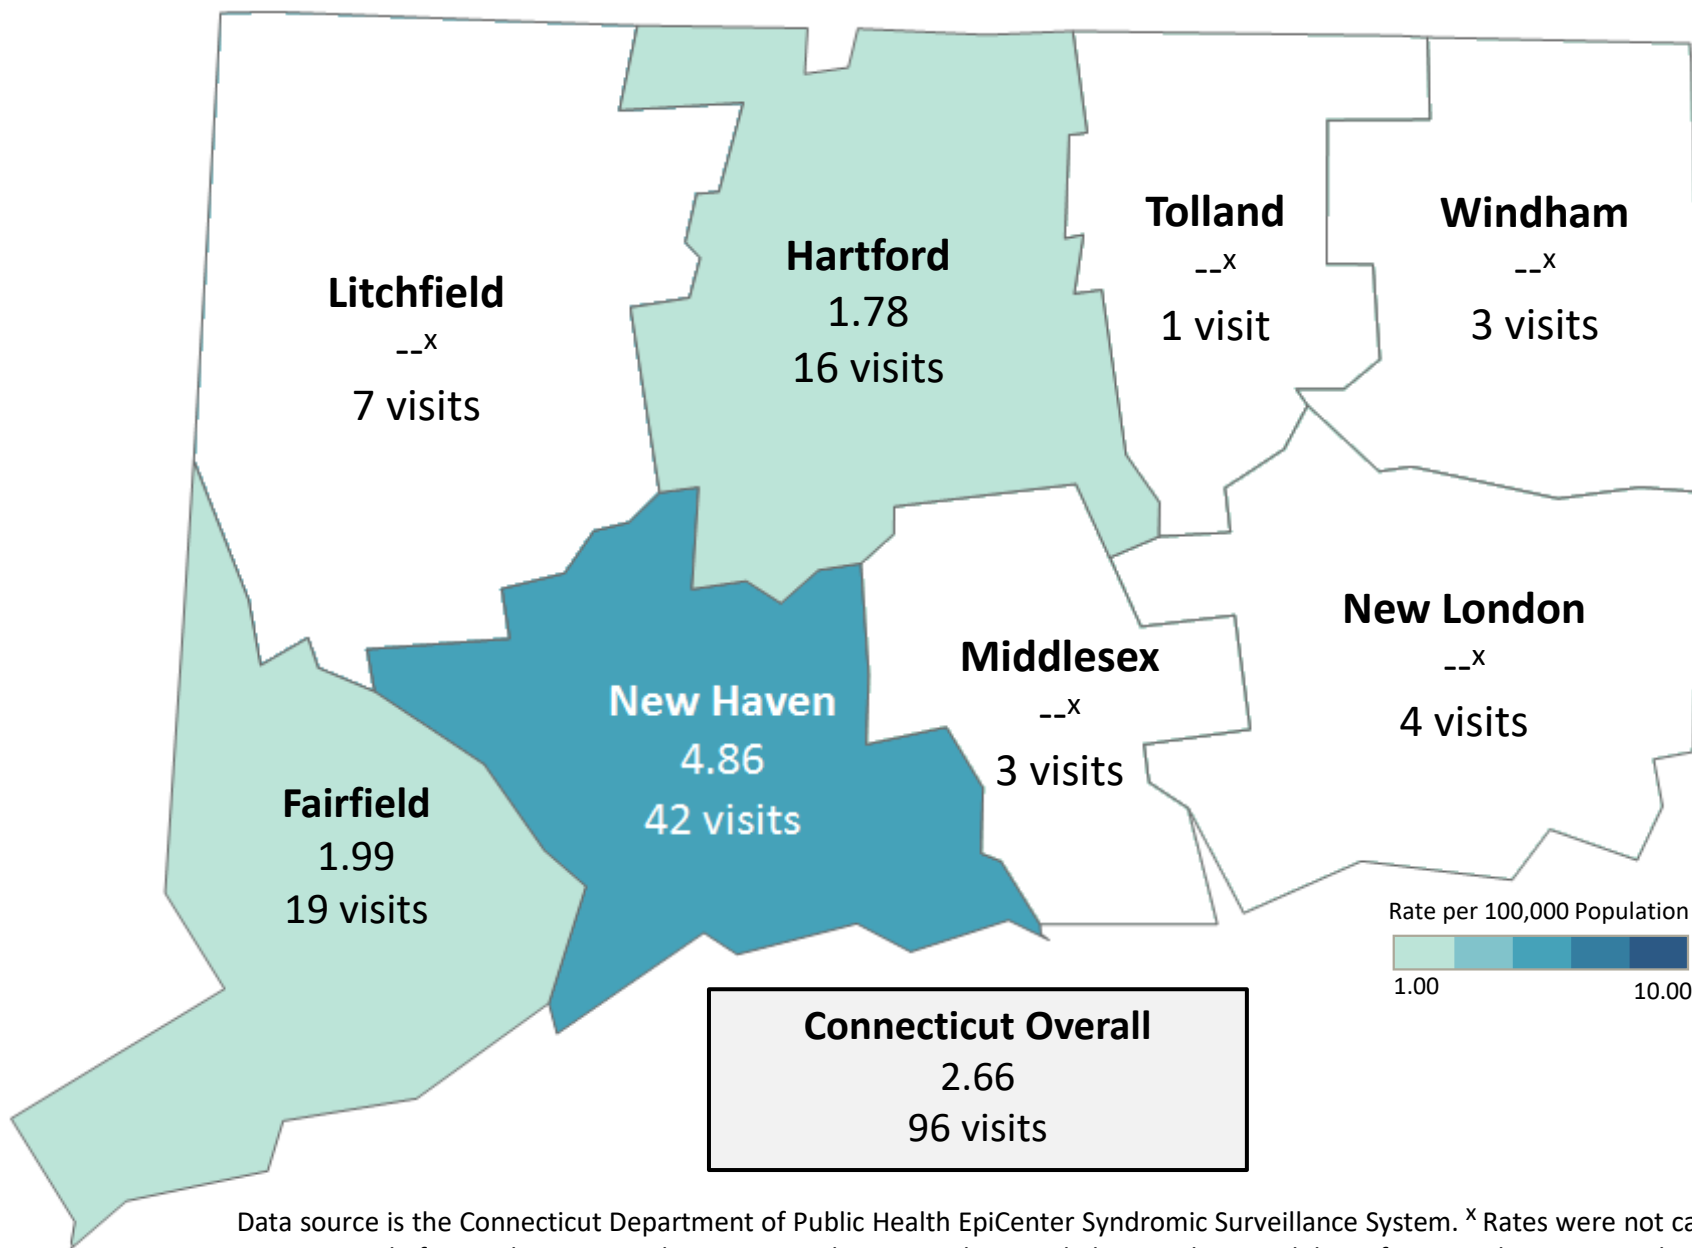 Litchfield
--x
7 visits
Hartford
1.78
16 visits
Tolland
--x
1 visit
Windham
--x
3 visits
Fairfield
1.99
19 visits
New Haven
4.86
42 visits
Middlesex
--x
3 visits
New London
--x
4 visits
Rate per 100,000 Population
1.00 10.00
Connecticut Overall
2.66
96 visits
Data source is the Connecticut Department of Public Health EpiCenter Syndromic Surveillance System. x Rates were not ca